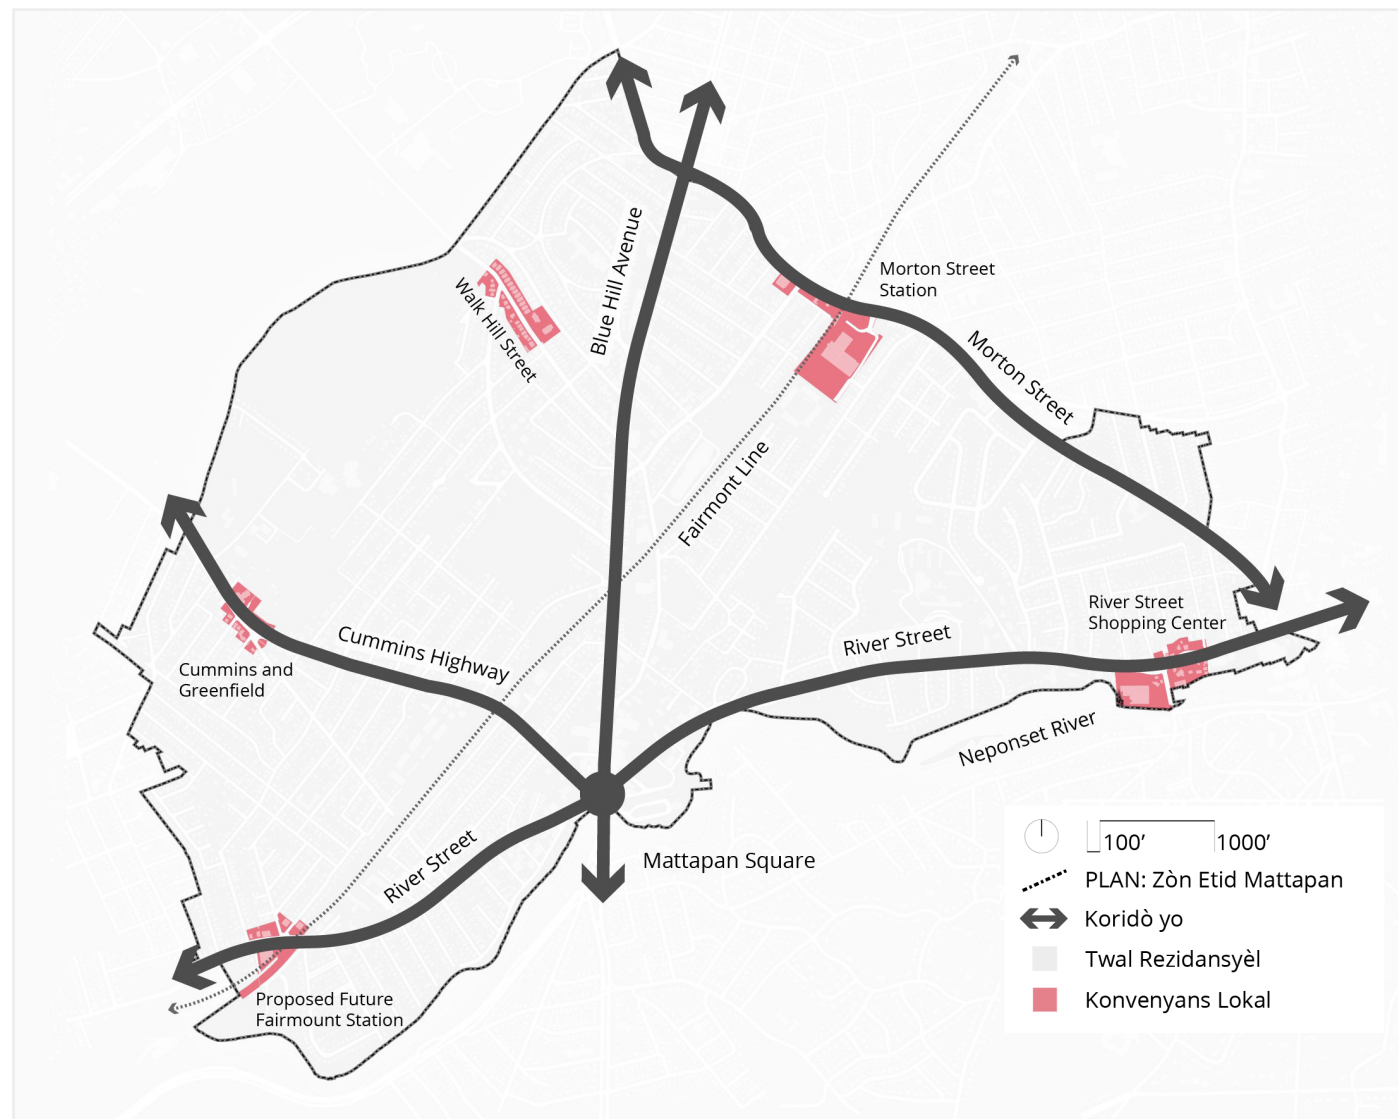 Blue Hill Avenue
Walk Hill Street
Morton Street
Station
Morton Street
Fairmont Line
Cummins and
Greenfield
Cummins Highway
River Street
River Street
Shopping Center
Neponset River
Mattapan Square
River Street
Proposed Future
Fairmount Station
100’
1000’
PLAN: Zòn Etid Mattapan
Koridò yo
Twal Rezidansyèl
Konvenyans Lokal